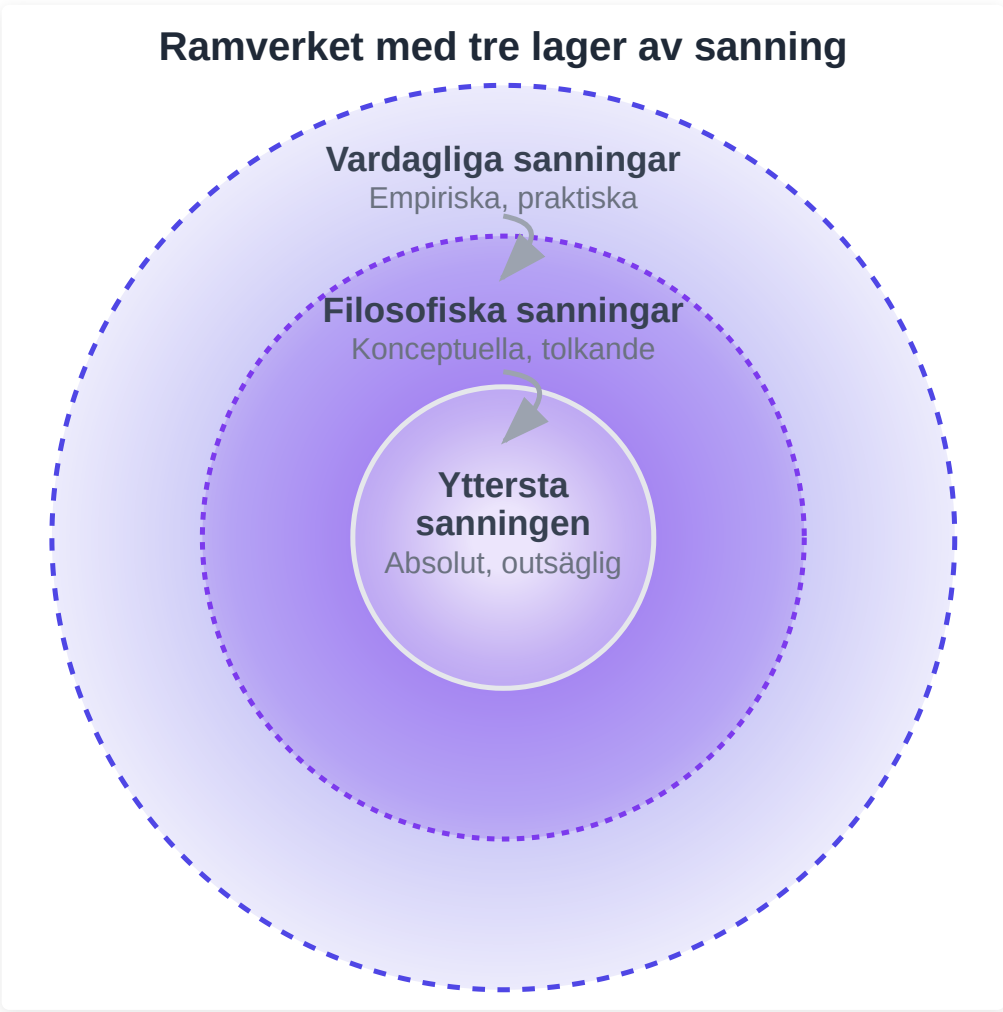 Ramverket med tre lager av sanning
Vardagliga sanningar
Empiriska, praktiska
Filosofiska sanningar
Konceptuella, tolkande
Yttersta
sanningen
Absolut, outsäglig